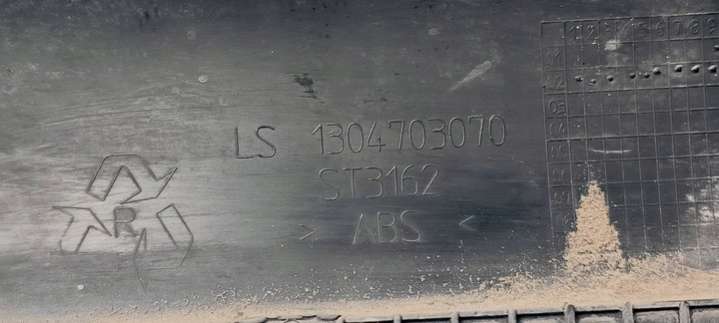 LS 1304703070
ST3162
> ABS <
R